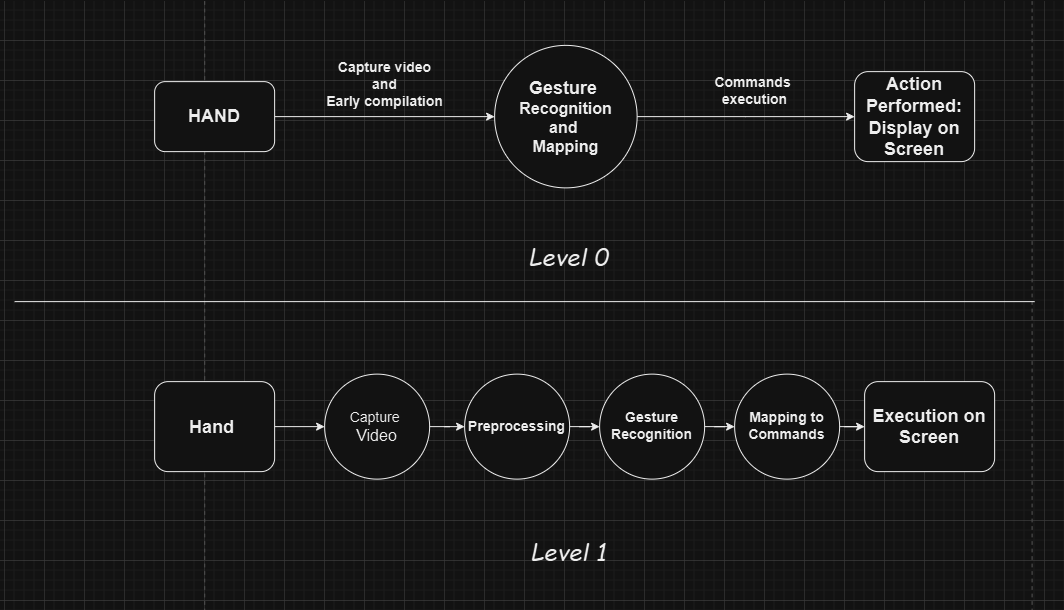 HAND
Capture video
and
Early compilation
Gesture
Recognition
and
Mapping
Commands
execution
Action
Performed:
Display on
Screen
Level 0
Hand
Capture
Video
Preprocessing
Gesture
Recognition
Mapping to
Commands
Execution on
Screen
Level 1